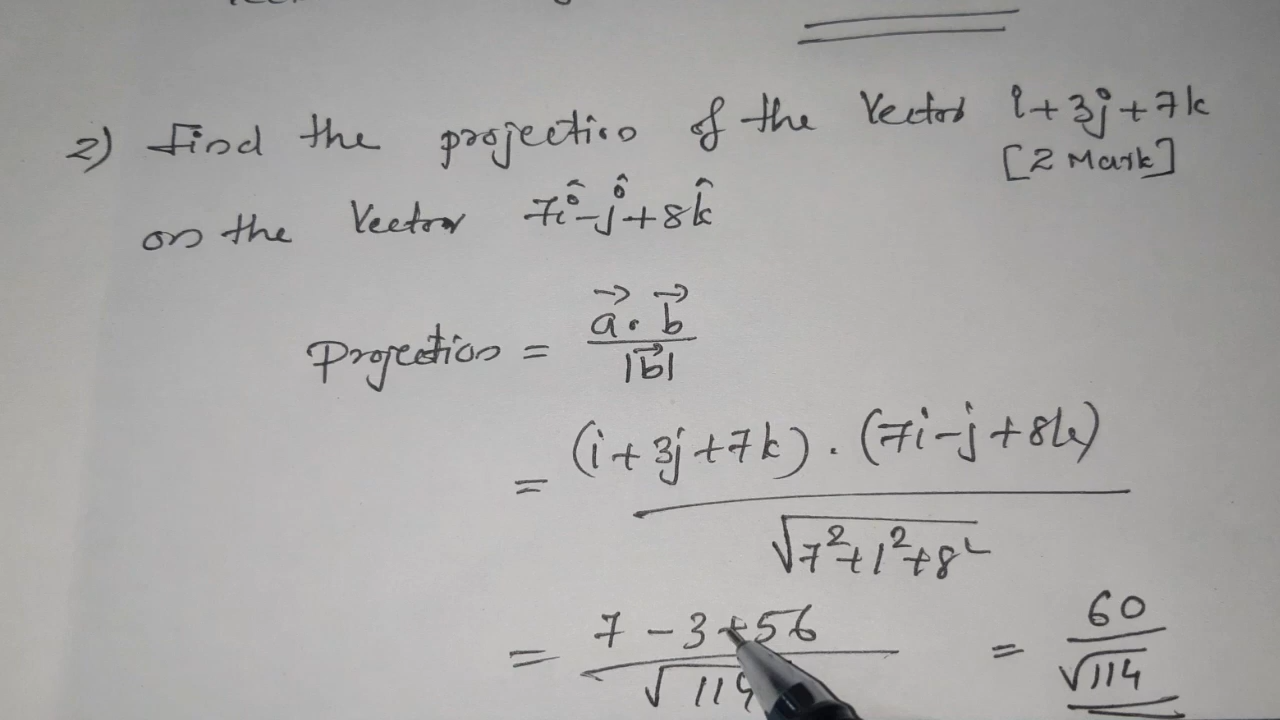 2) Find the projection of the Vector i + 3j + 7k
[2 Mark]
on the Vector 7î - ĵ + 8k̂
Projection = a⃗ . b⃗ / |b⃗|
= (i + 3j + 7k) . (7i - j + 8k) / √7² + 1² + 8²
= 7 - 3 + 56 / √114 = 60 / √114